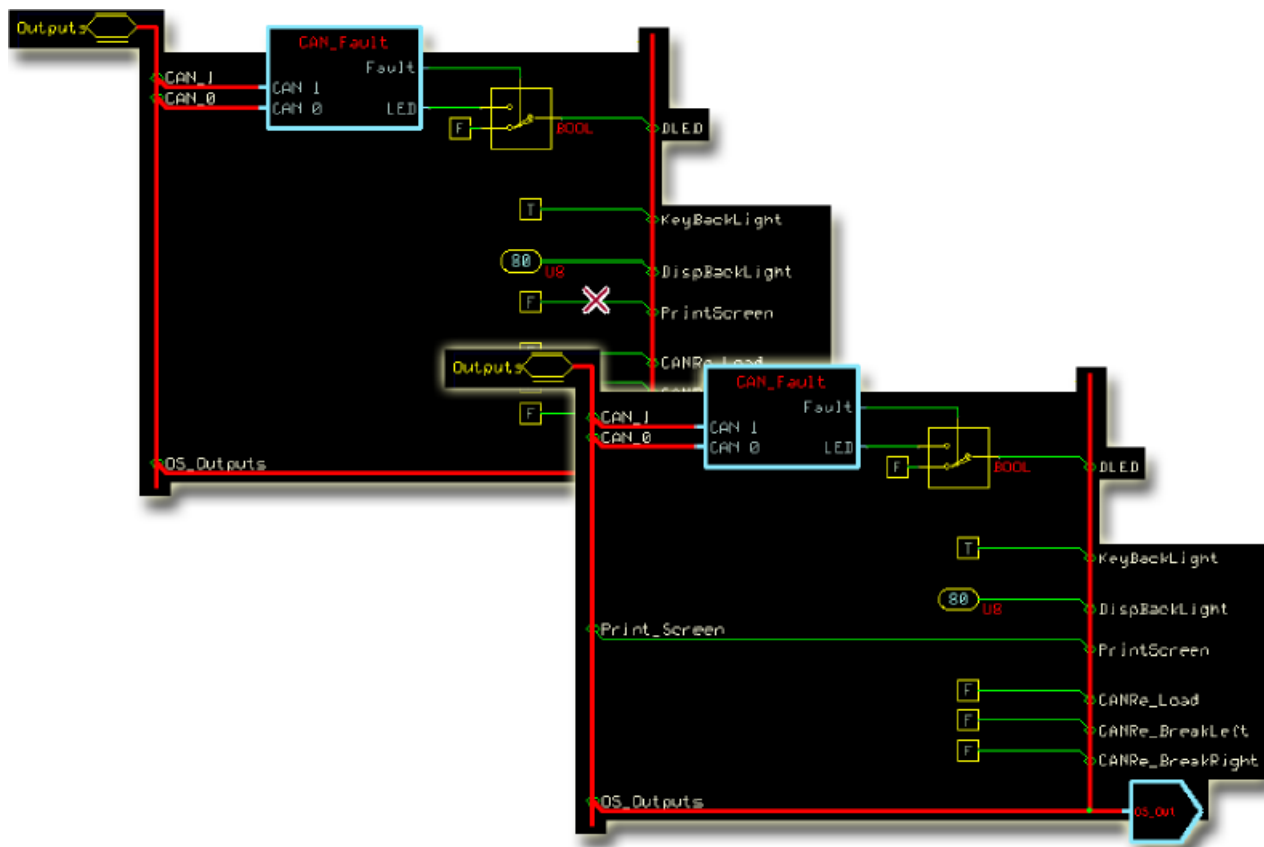 Outputs
CAN_Fault
Fault
CAN_1
CAN 1
CAN_0
CAN 0
LED
F
BOOL
DLED
T
KeyBackLight
80
U8
DispBackLight
F
PrintScreen
CANRe_Load
F
OS_Outputs
Outputs
CAN_Fault
Fault
CAN_1
CAN 1
CAN_0
CAN 0
LED
F
BOOL
DLED
T
KeyBackLight
80
U8
DispBackLight
Print_Screen
PrintScreen
F
CANRe_Load
F
CANRe_BreakLeft
F
CANRe_BreakRight
OS_Outputs
OS_Out